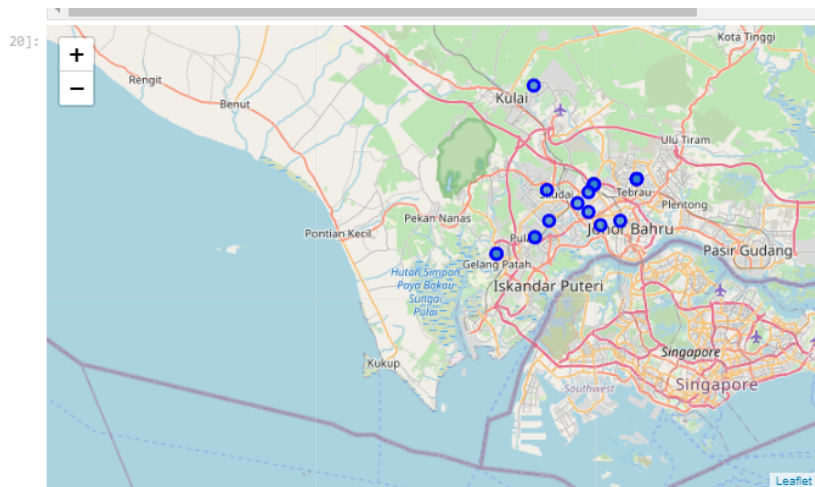 20]:
+
−
Kota Tinggi
Rengit
Benut
Kulai
Ulu Tiram
Skudai
Tebrau
Plentong
Pekan Nanas
Pontian Kecil
Johor Bahru
Pasir Gudang
Gelang Patah
Hutan Simpan
Paya Bakau
Sungai
Pulai
Iskandar Puteri
Kukup
Singapore
Southwest
Singapore
Leaflet